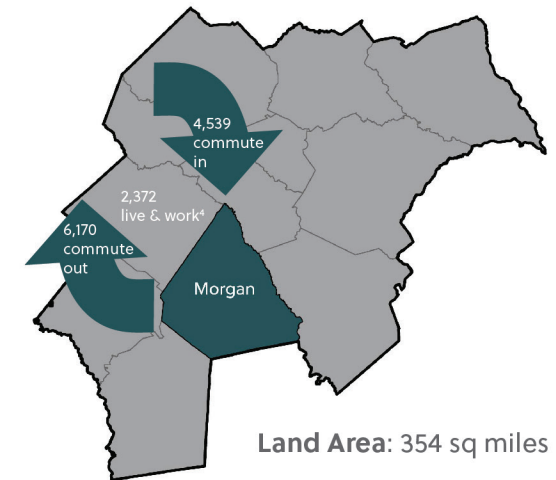 4,539
commute
in
2,372
live & work⁴
6,170
commute
out
Morgan
Land Area: 354 sq miles